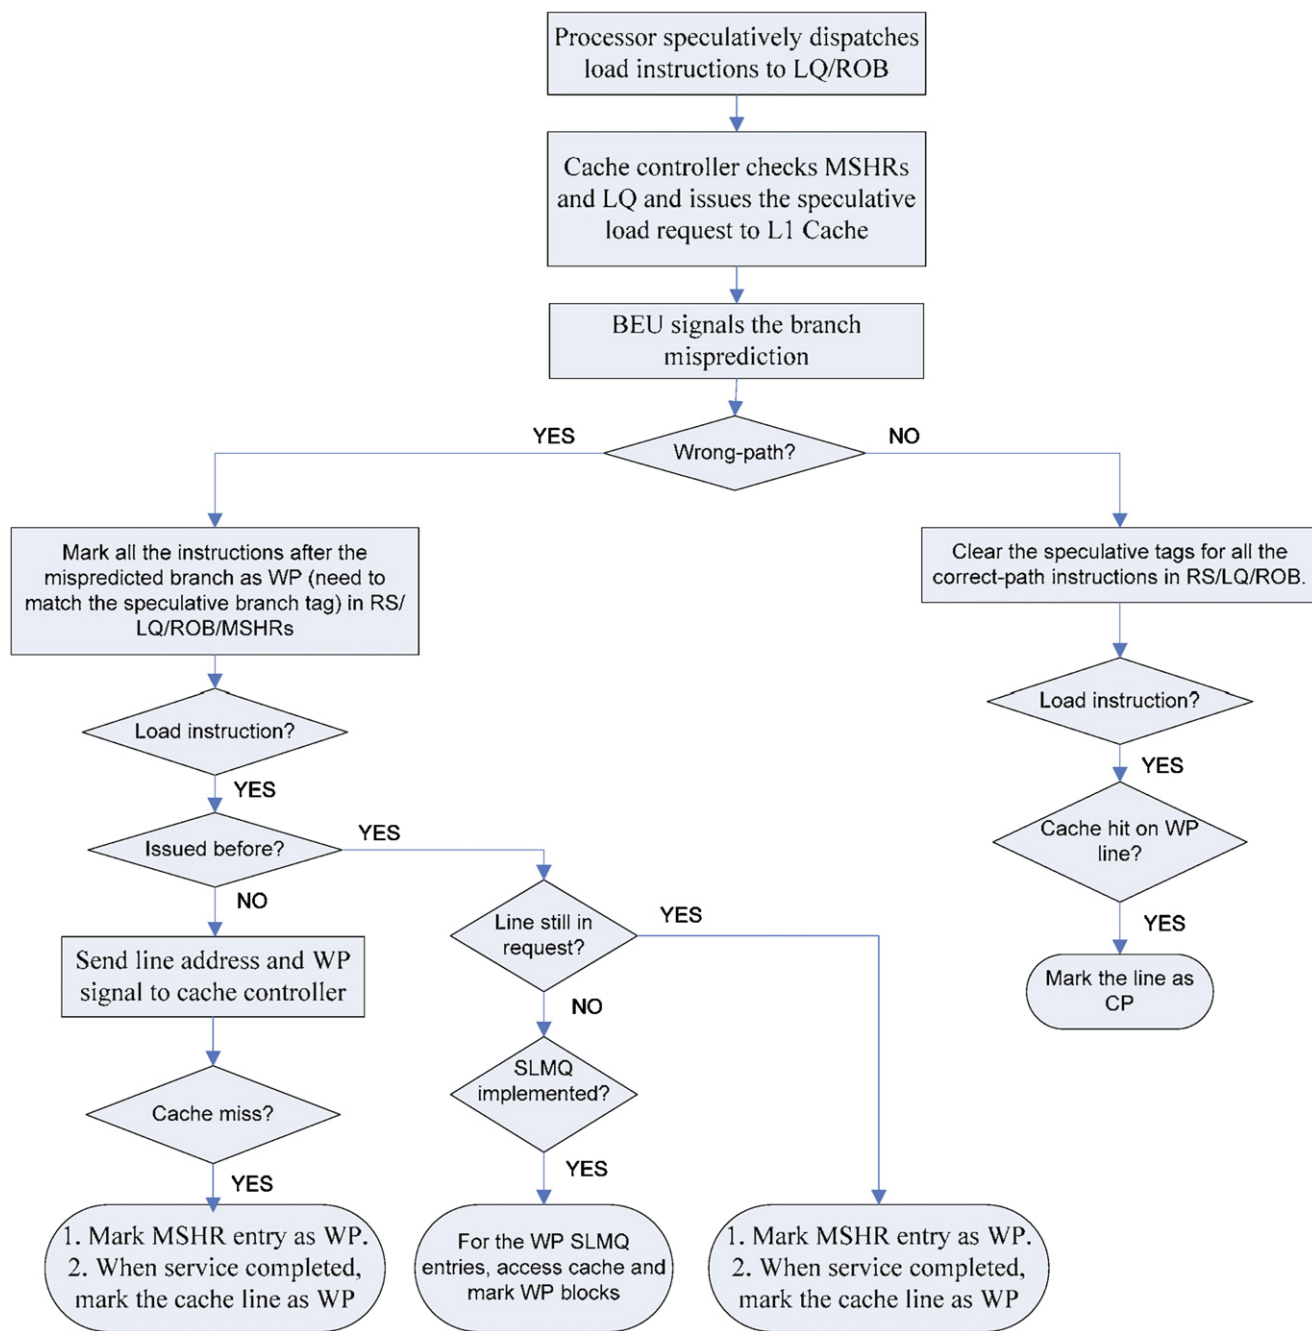 Processor speculatively dispatches
load instructions to LQ/ROB
Cache controller checks MSHRs
and LQ and issues the speculative
load request to L1 Cache
BEU signals the branch
misprediction
YES
Wrong-path?
NO
Mark all the instructions after the
mispredicted branch as WP (need to
match the speculative branch tag) in RS/
LQ/ROB/MSHRs
Clear the speculative tags for all the
correct-path instructions in RS/LQ/ROB.
Load instruction?
Load instruction?
YES
YES
Issued before?
YES
Cache hit on WP
line?
NO
Line still in
request?
YES
YES
Send line address and WP
signal to cache controller
Mark the line as
CP
NO
SLMQ
implemented?
Cache miss?
YES
YES
1. Mark MSHR entry as WP.
2. When service completed,
mark the cache line as WP
For the WP SLMQ
entries, access cache and
mark WP blocks
1. Mark MSHR entry as WP.
2. When service completed,
mark the cache line as WP